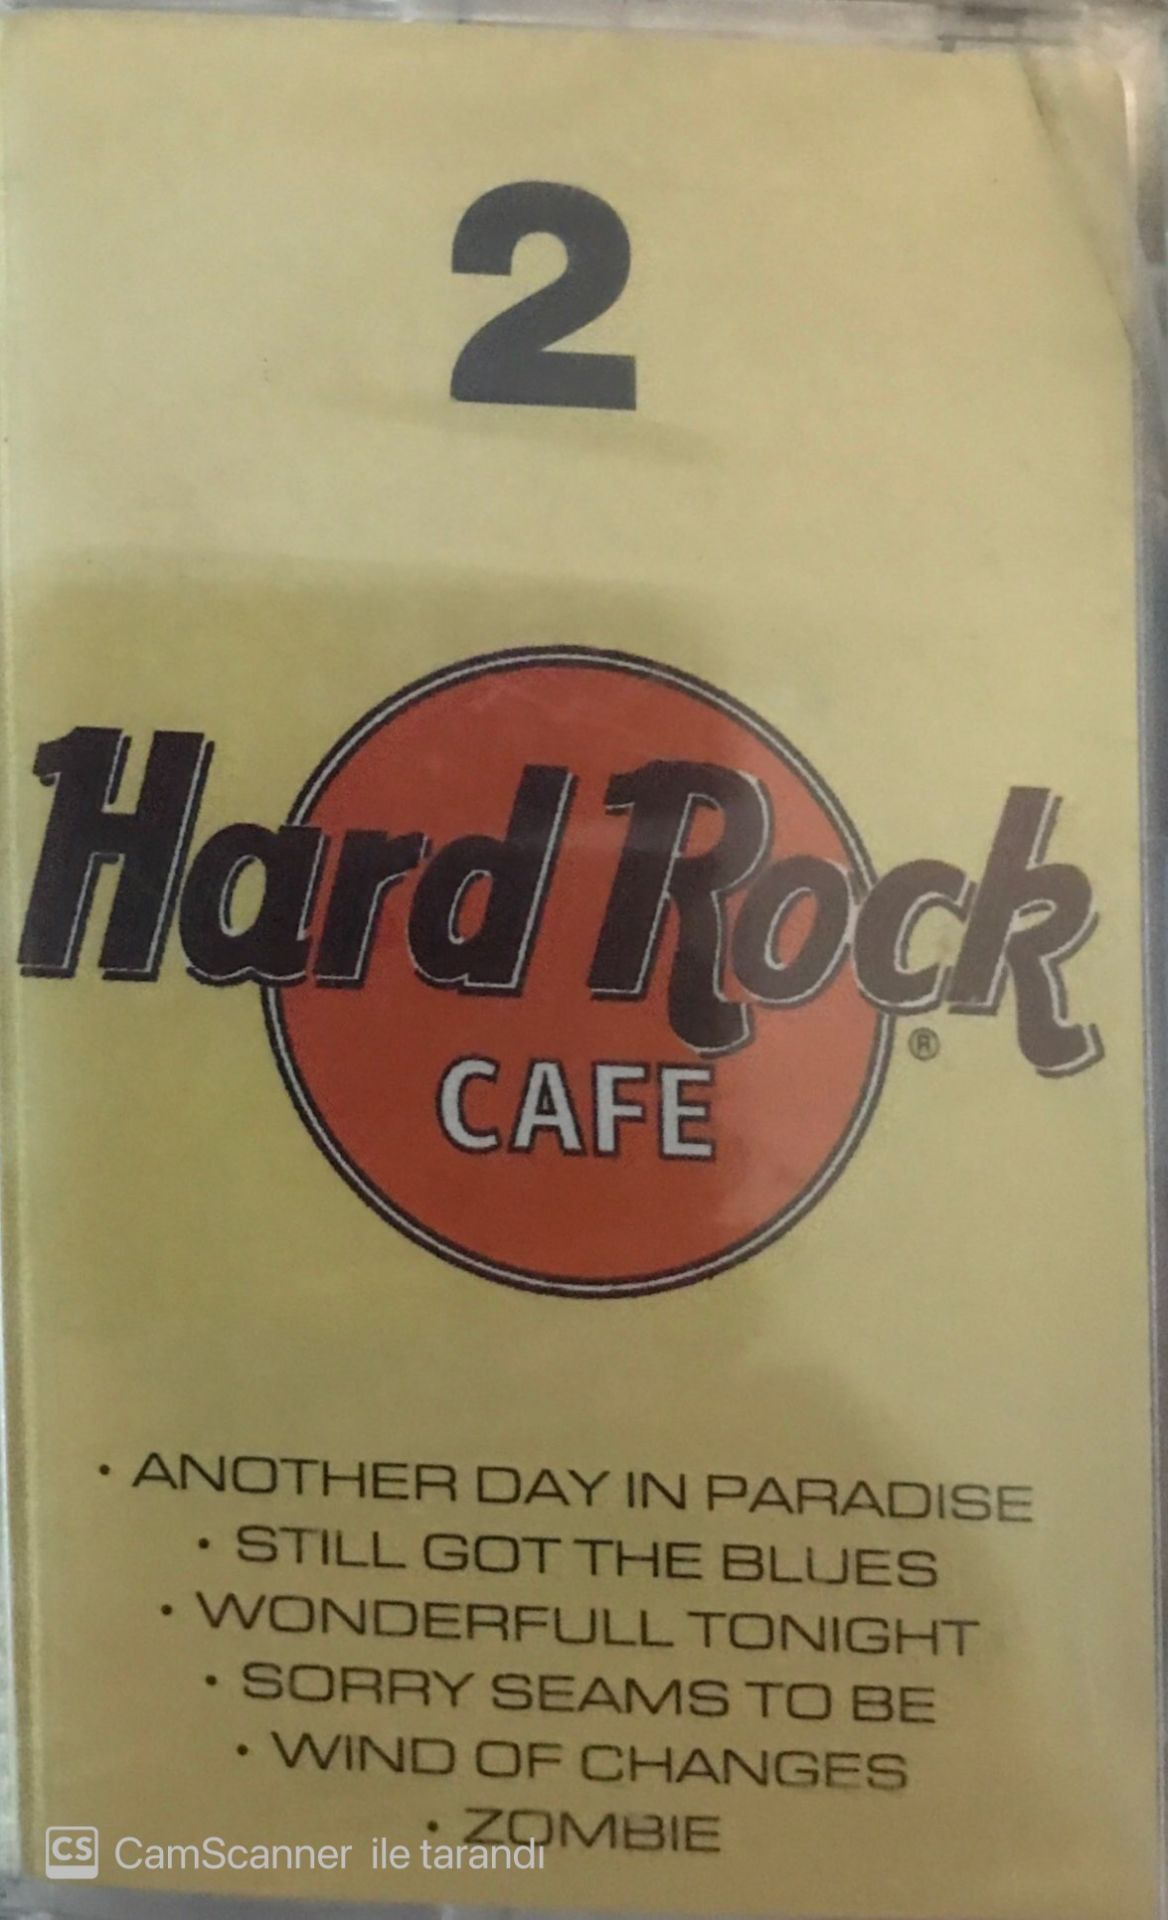 2
Hard Rock
®
CAFE
• ANOTHER DAY IN PARADISE
• STILL GOT THE BLUES
• WONDERFULL TONIGHT
• SORRY SEAMS TO BE
• WIND OF CHANGES
• ZOMBIE
CS CamScanner ile tarandı